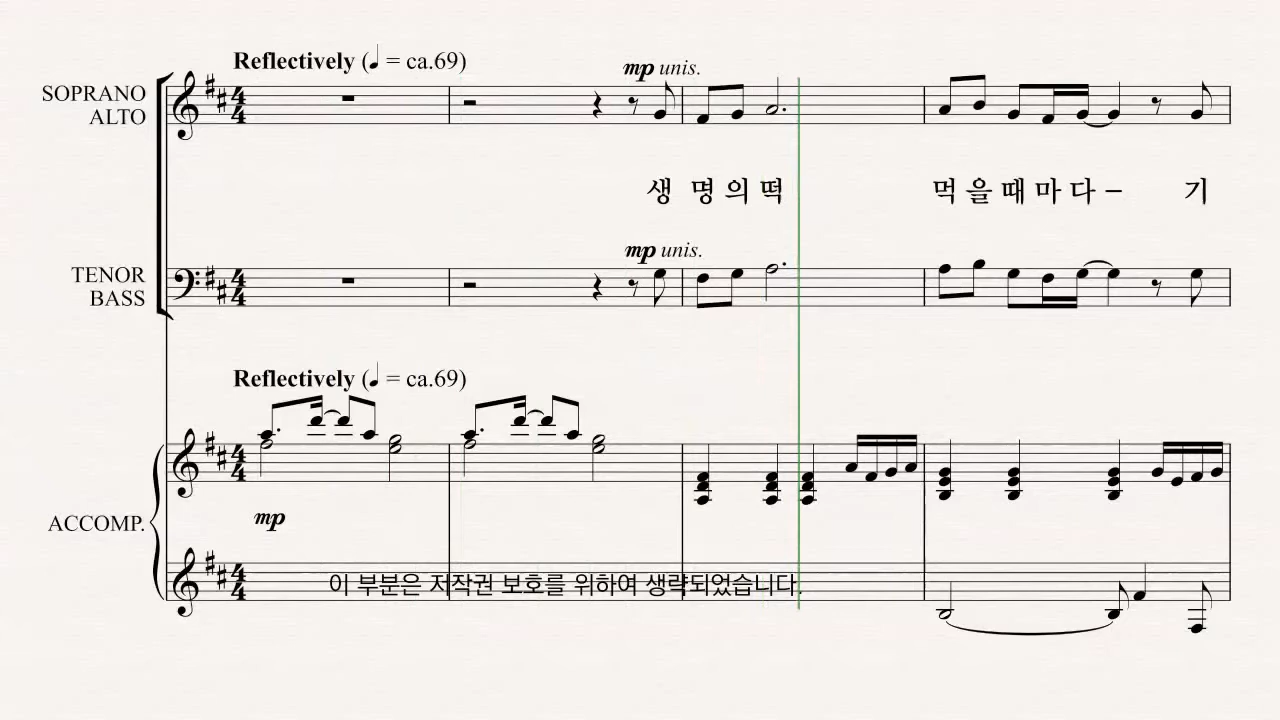 Reflectively (♩ = ca.69)
mp unis.
SOPRANO
ALTO
생 명 의 떡 먹 을 때 마 다 – 기
mp unis.
TENOR
BASS
Reflectively (♩ = ca.69)
mp
ACCOMP.
이 부분은 저작권 보호를 위하여 생략되었습니다.